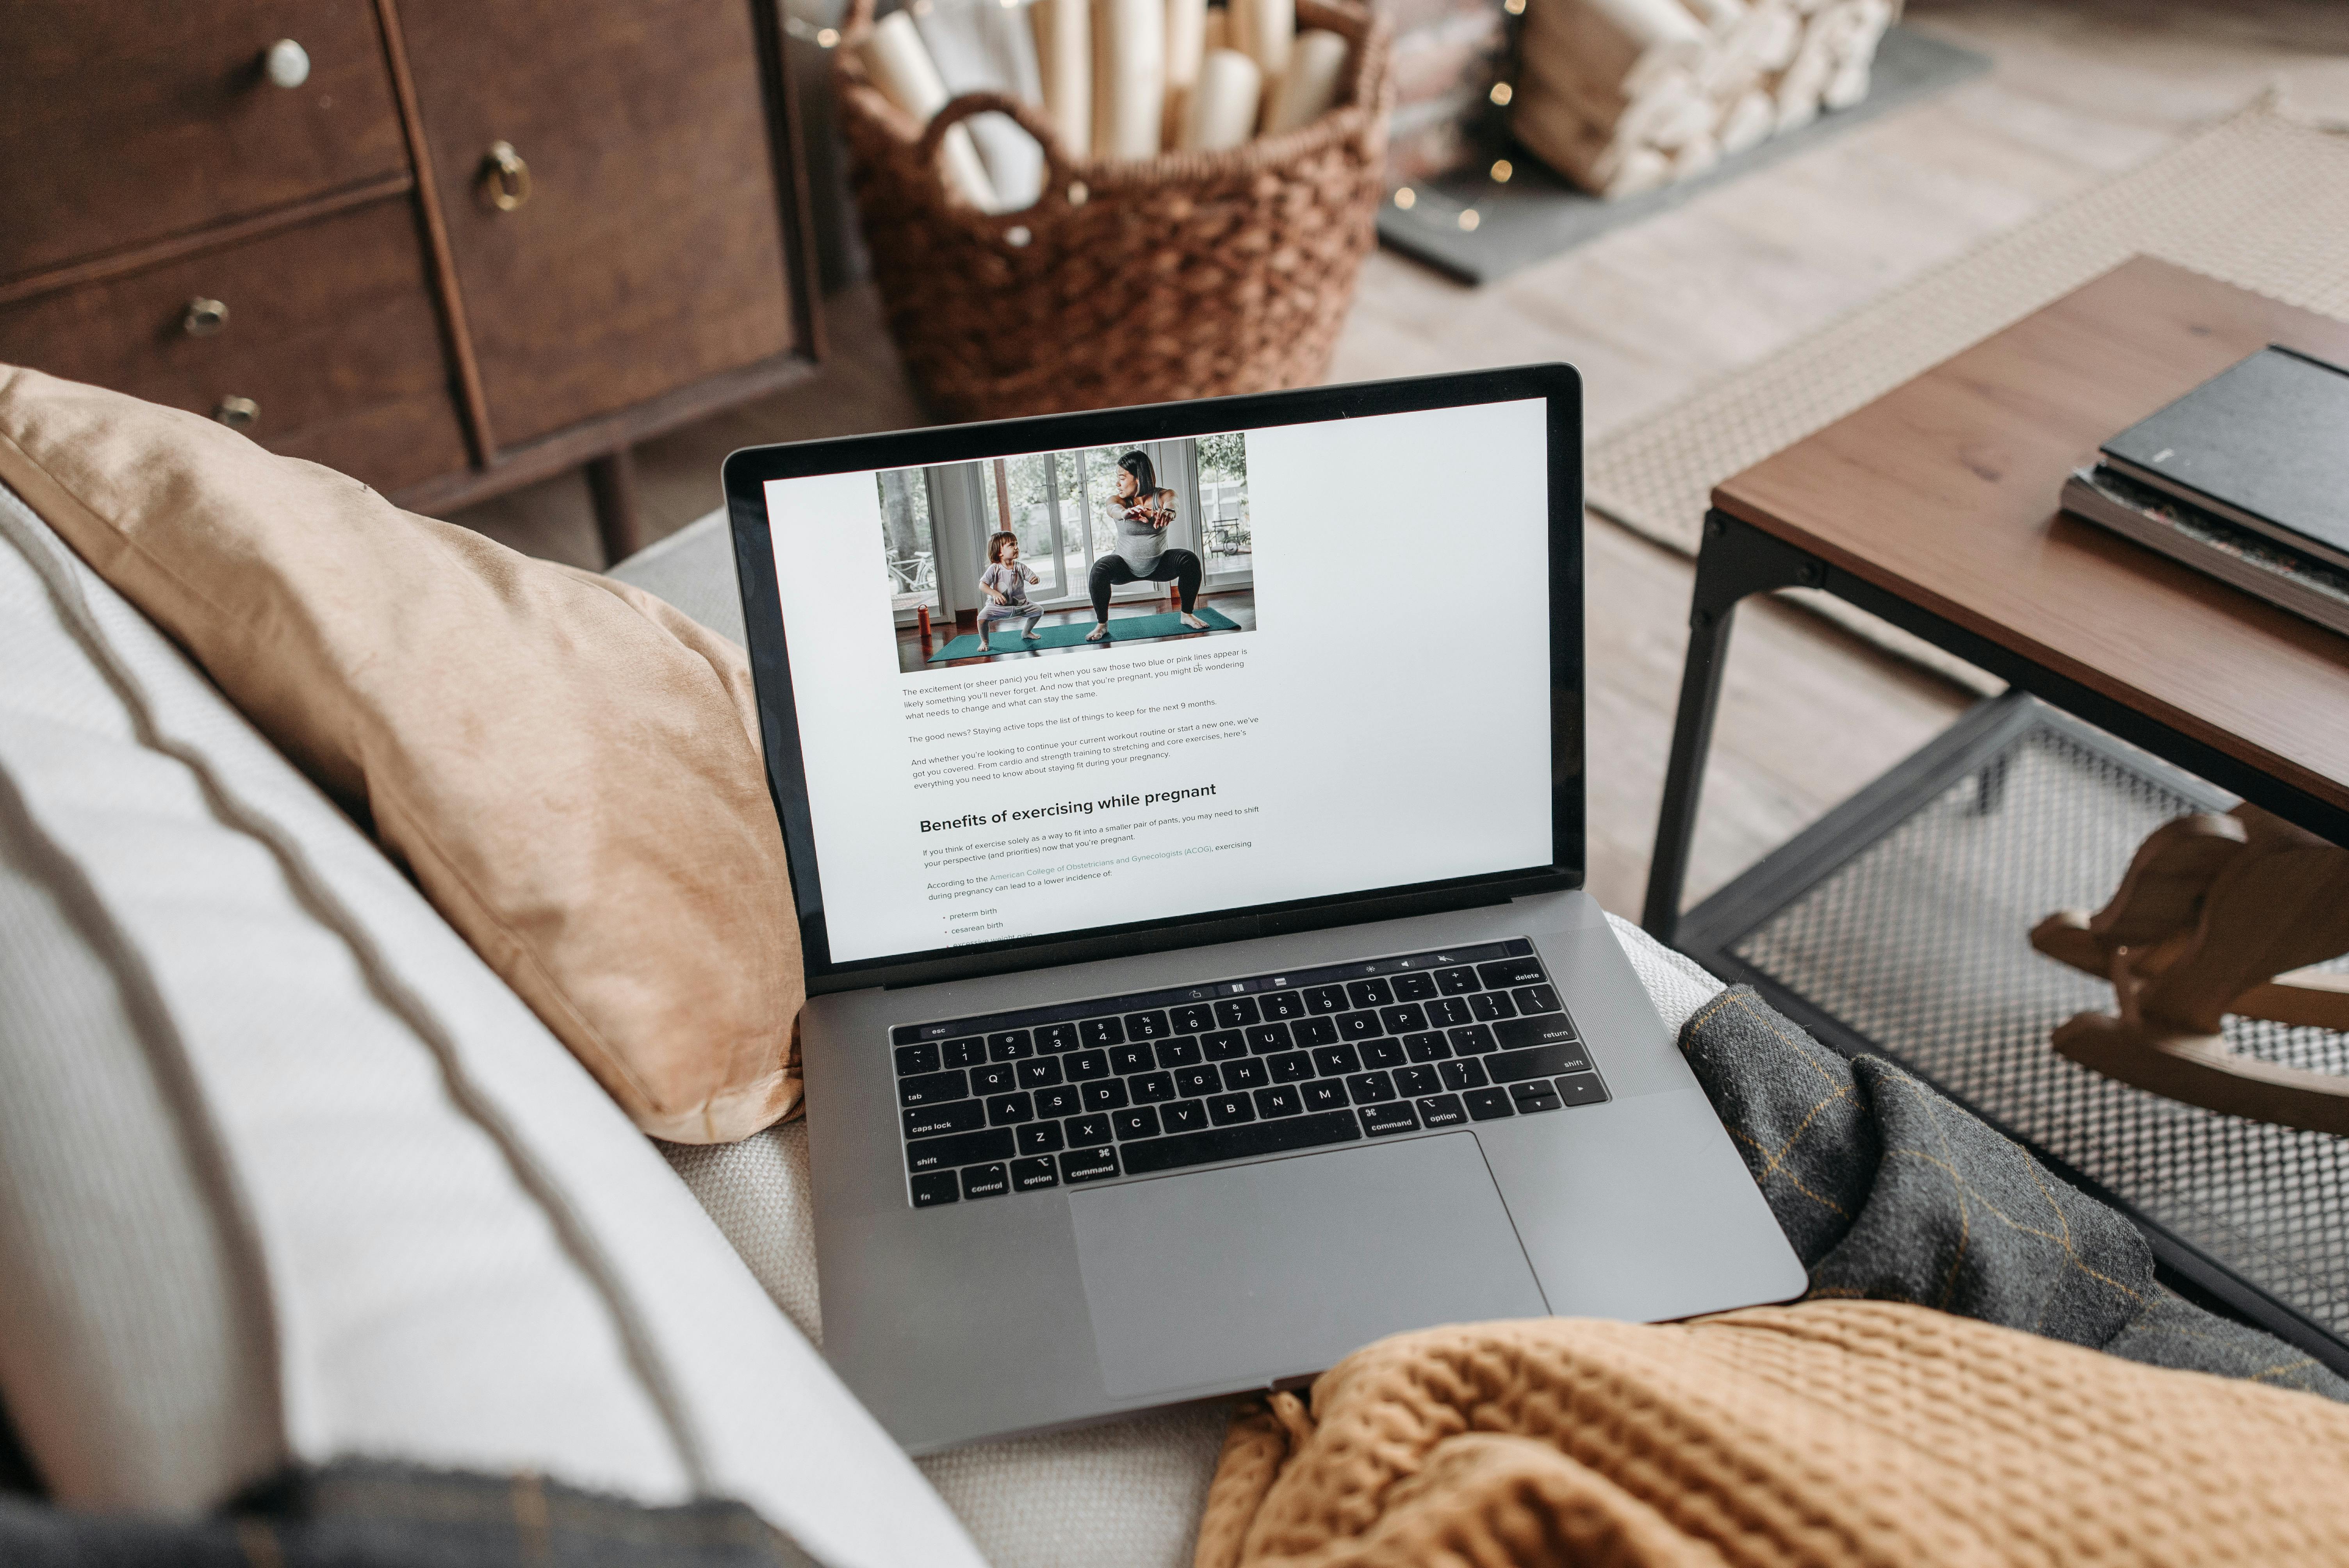 The excitement (or sheer panic) you felt when you saw those two blue or pink lines appear is
likely something you'll never forget. And now that you're pregnant, you might be wondering
what needs to change and what can stay the same.
The good news? Staying active tops the list of things to keep for the next 9 months.
And whether you're looking to continue your current workout routine or start a new one, we've
got you covered. From cardio and strength training to stretching and core exercises, here's
everything you need to know about staying fit during your pregnancy.
Benefits of exercising while pregnant
If you think of exercise solely as a way to fit into a smaller pair of pants, you may need to shift
your perspective (and priorities) now that you're pregnant.
According to the American College of Obstetricians and Gynecologists (ACOG), exercising
during pregnancy can lead to a lower incidence of:
• preterm birth
• cesarean birth
• excessive weight gain
esc
~ ! @ # $ % ^ & * ( ) _ +
` 1 2 3 4 5 6 7 8 9 0 - = delete
tab Q W E R T Y U I O P { [ } ] | \
caps lock A S D F G H J K L : ; " ' return
shift Z X C V B N M < , > . ? / shift
fn ^ control ⌥ option ⌘ command ⌘ command ⌥ option ◂ ▴ ▾ ▸